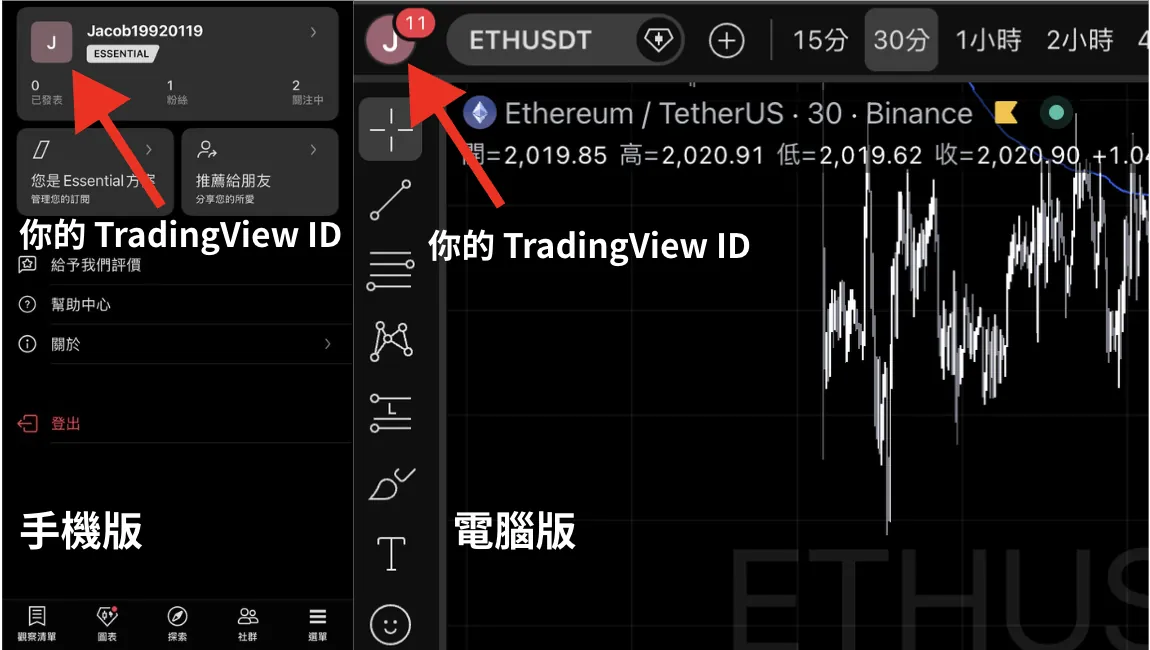 J
Jacob19920119
ESSENTIAL
0
已發表
1
粉絲
2
關注中
您是 Essential 方案
管理您的訂閱
推薦給朋友
分享您的所愛
你的 TradingView ID
給予我們評價
幫助中心
關於
登出
手機版
觀察清單
圖表
探索
社群
選單
J
11
ETHUSDT
15分
30分
1小時
2小時
4
Ethereum / TetherUS · 30 · Binance
開=2,019.85 高=2,020.91 低=2,019.62 收=2,020.90 +1.04
你的 TradingView ID
L
T
電腦版
ETHUS